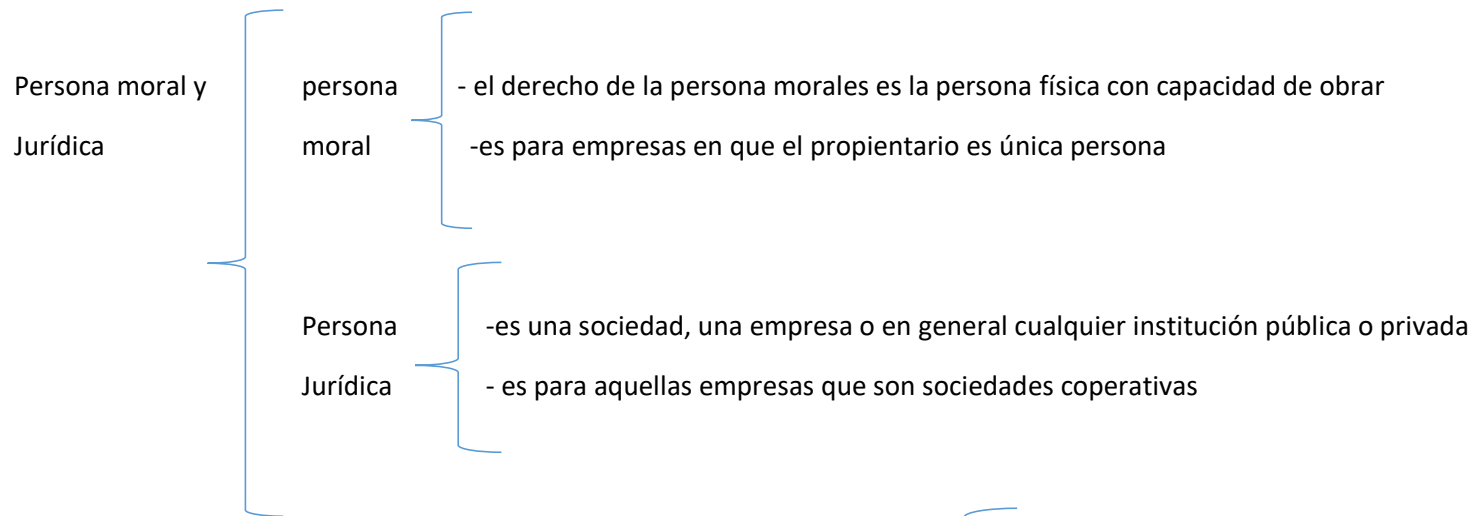 Persona moral y
Jurídica
persona
moral
- el derecho de la persona morales es la persona física con capacidad de obrar
-es para empresas en que el propientario es única persona
Persona
Jurídica
-es una sociedad, una empresa o en general cualquier institución pública o privada
- es para aquellas empresas que son sociedades coperativas